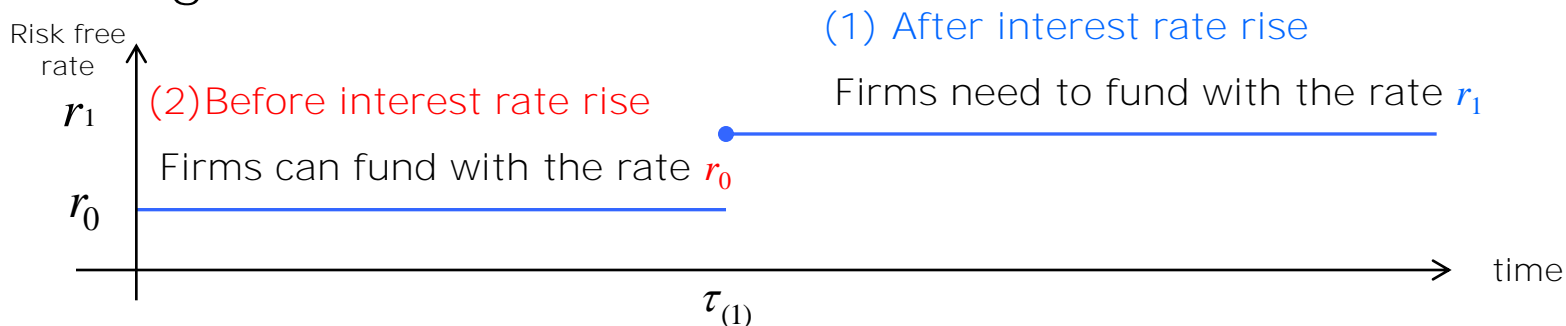 (1) After interest rate rise
Risk free
rate
r₁
(2)Before interest rate rise
Firms need to fund with the rate r₁
Firms can fund with the rate r₀
r₀
time
τ₍₁₎